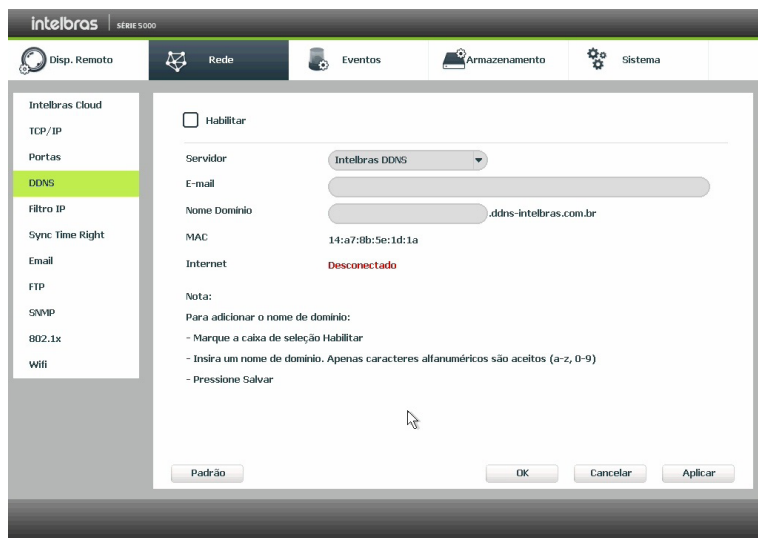 intelbras SÉRIE 5000
Disp. Remoto Rede Eventos Armazenamento Sistema
Intelbras Cloud
TCP/IP
Portas
DDNS
Filtro IP
Sync Time Right
Email
FTP
SNMP
802.1x
Wifi
Habilitar
Servidor Intelbras DDNS
E-mail
Nome Domínio .ddns-intelbras.com.br
MAC 14:a7:8b:5e:1d:1a
Internet Desconectado
Nota:
Para adicionar o nome de domínio:
- Marque a caixa de seleção Habilitar
- Insira um nome de domínio. Apenas caracteres alfanuméricos são aceitos (a-z, 0-9)
- Pressione Salvar
Padrão OK Cancelar Aplicar